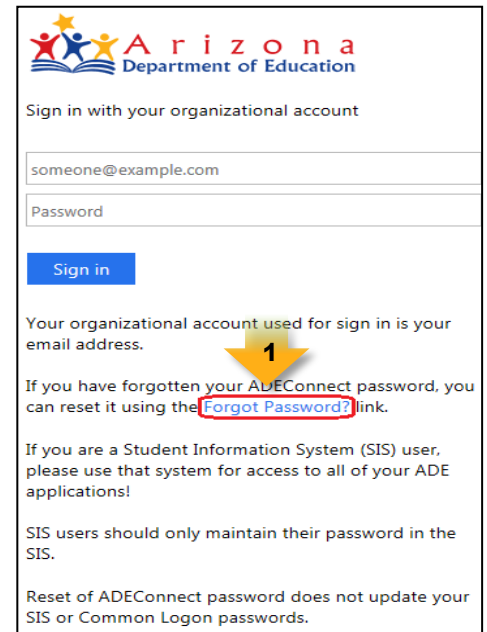 Arizona
Department of Education
Sign in with your organizational account
someone@example.com
Password
Sign in
Your organizational account used for sign in is your
email address.
1
If you have forgotten your ADEConnect password, you
can reset it using the Forgot Password? link.
If you are a Student Information System (SIS) user,
please use that system for access to all of your ADE
applications!
SIS users should only maintain their password in the
SIS.
Reset of ADEConnect password does not update your
SIS or Common Logon passwords.